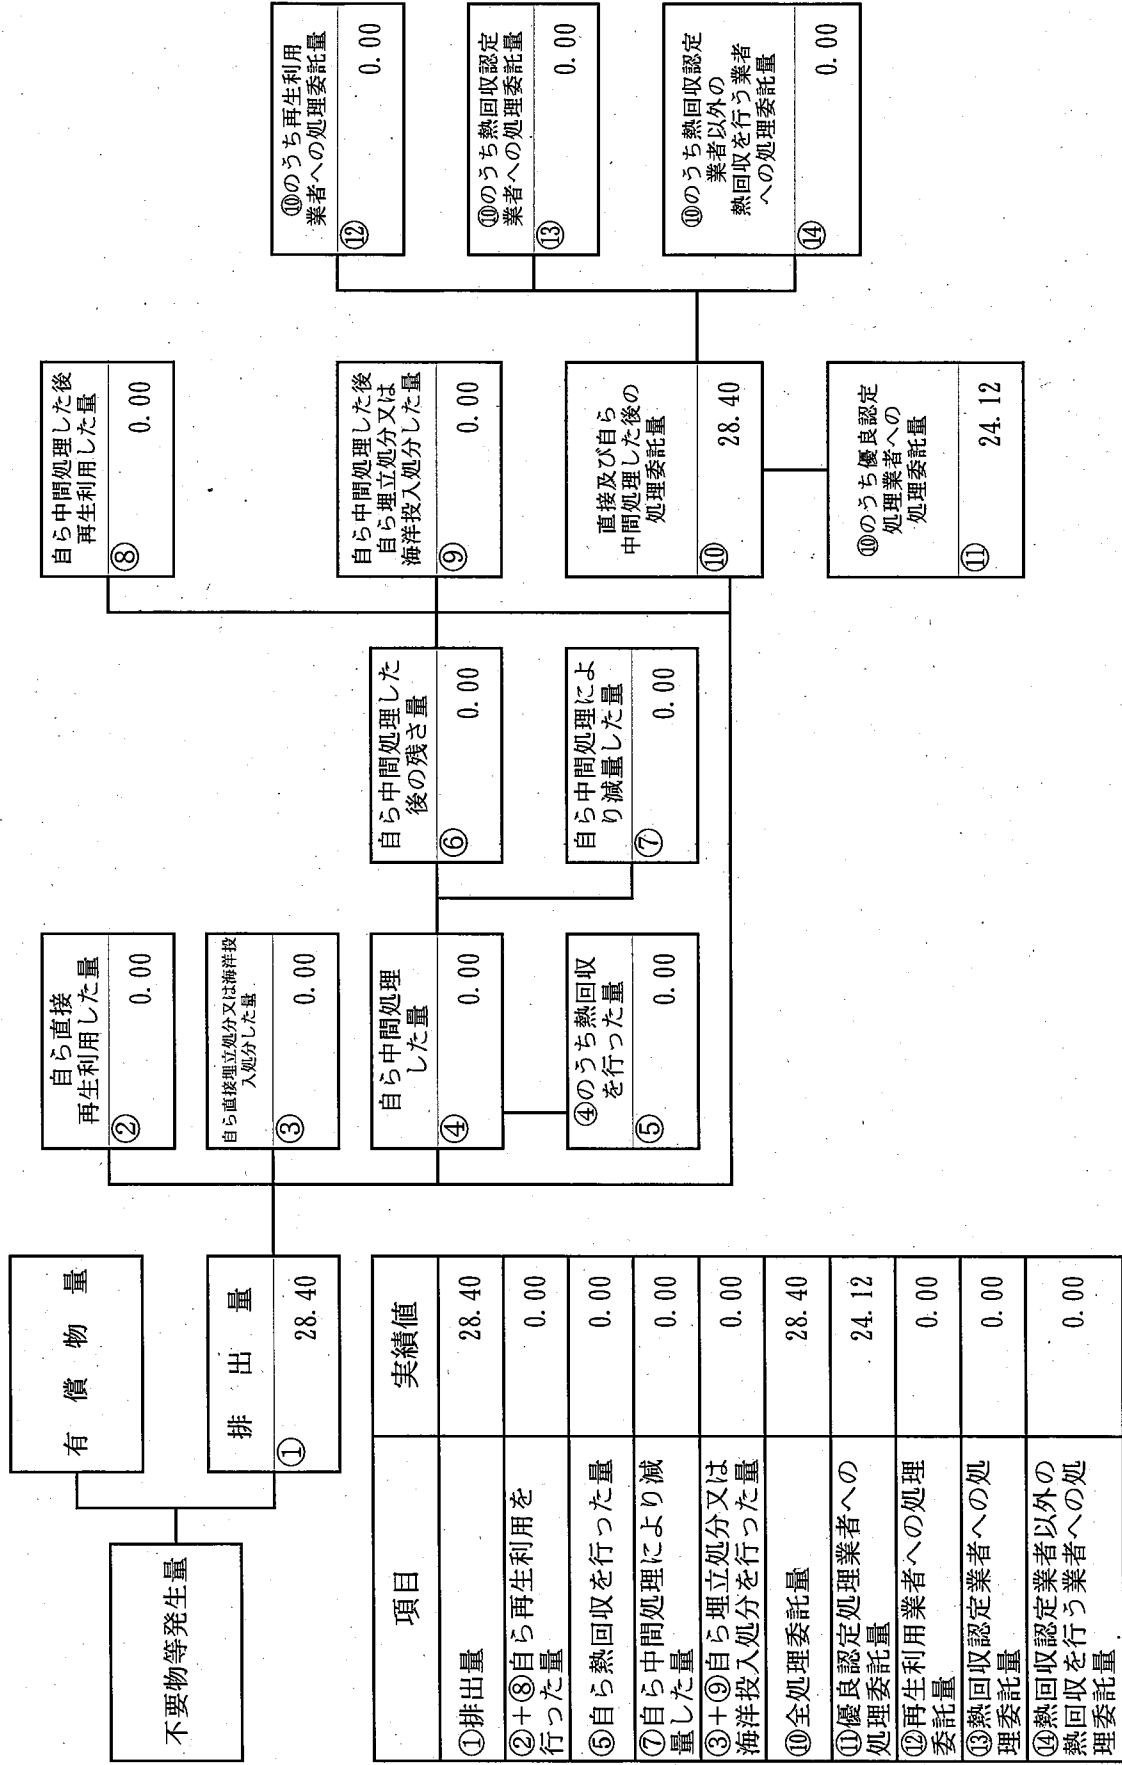 不要物等発生量
有償物量
排出量
①
28.40
自ら直接
再生利用した量
②
0.00
自ら直接埋立処分又は海洋投
入処分した量
③
0.00
自ら中間処理
した量
④
0.00
④のうち熱回収
を行った量
⑤
0.00
自ら中間処理した
後の残さ量
⑥
0.00
自ら中間処理によ
り減量した量
⑦
0.00
自ら中間処理した後
再生利用した量
⑧
0.00
自ら中間処理した後
自ら埋立処分又は
海洋投入処分した量
⑨
0.00
直接及び自ら
中間処理した後の
処理委託量
⑩
28.40
⑩のうち優良認定
処理業者への
処理委託量
⑪
24.12
⑩のうち再生利用
業者への処理委託量
⑫
0.00
⑩のうち熱回収認定
業者への処理委託量
⑬
0.00
⑩のうち熱回収認定
業者以外の
熱回収を行う業者
への処理委託量
⑭
0.00
項目 実績値
①排出量 28.40
②+⑧自ら再生利用を
行った量 0.00
⑤自ら熱回収を行った量 0.00
⑦自ら中間処理により減
量した量 0.00
③+⑨自ら埋立処分又は
海洋投入処分を行った量 0.00
⑩全処理委託量 28.40
⑪優良認定処理業者への
処理委託量 24.12
⑫再生利用業者への処理
委託量 0.00
⑬熱回収認定業者への処
理委託量 0.00
⑭熱回収認定業者以外の
熱回収を行う業者への処
理委託量 0.00